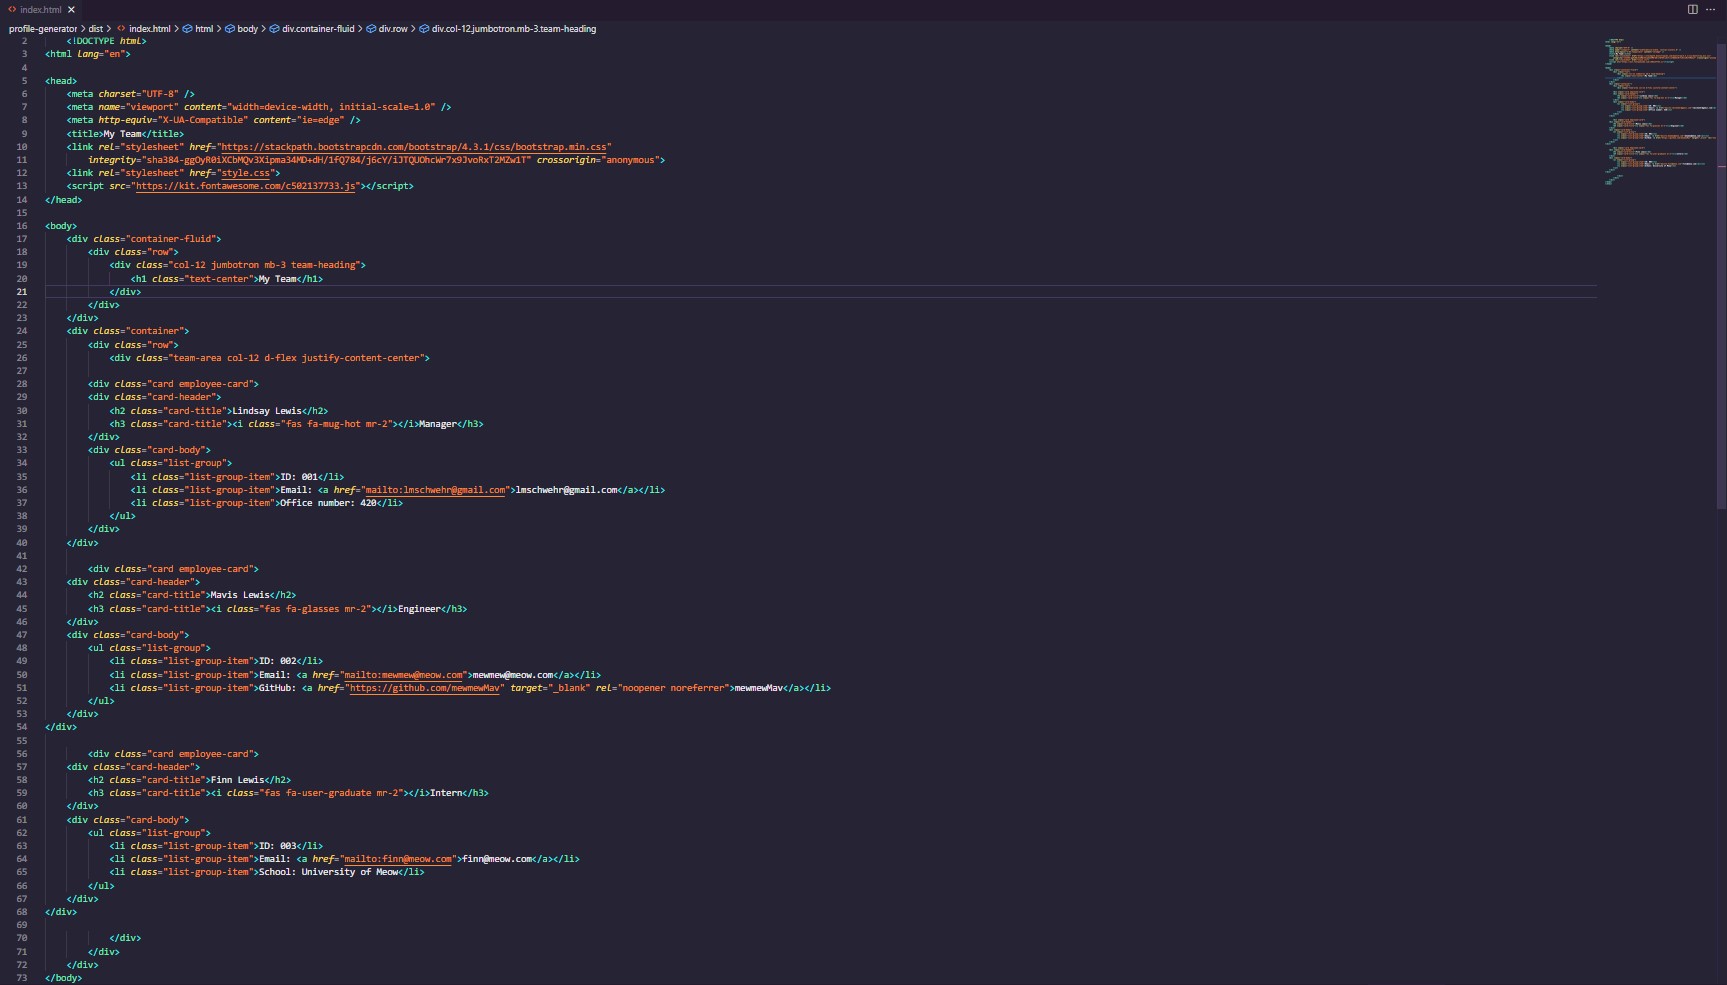 index.html
profile-generator > dist > index.html > html > body > div.container-fluid > div.row > div.col-12.jumbotron.mb-3.team-heading
2 <!DOCTYPE html>
3 <html lang="en">
4
5 <head>
6 <meta charset="UTF-8" />
7 <meta name="viewport" content="width=device-width, initial-scale=1.0" />
8 <meta http-equiv="X-UA-Compatible" content="ie=edge" />
9 <title>My Team</title>
10 <link rel="stylesheet" href="https://stackpath.bootstrapcdn.com/bootstrap/4.3.1/css/bootstrap.min.css"
11 integrity="sha384-ggOyR0iXCbMQv3Xipma34MD+dH/1fQ784/j6cY/iJTQUOhcWr7x9JvoRxT2MZw1T" crossorigin="anonymous">
12 <link rel="stylesheet" href="style.css">
13 <script src="https://kit.fontawesome.com/c502137733.js"></script>
14 </head>
15
16 <body>
17 <div class="container-fluid">
18 <div class="row">
19 <div class="col-12 jumbotron mb-3 team-heading">
20 <h1 class="text-center">My Team</h1>
21 </div>
22 </div>
23 </div>
24 <div class="container">
25 <div class="row">
26 <div class="team-area col-12 d-flex justify-content-center">
27
28 <div class="card employee-card">
29 <div class="card-header">
30 <h2 class="card-title">Lindsay Lewis</h2>
31 <h3 class="card-title"><i class="fas fa-mug-hot mr-2"></i>Manager</h3>
32 </div>
33 <div class="card-body">
34 <ul class="list-group">
35 <li class="list-group-item">ID: 001</li>
36 <li class="list-group-item">Email: <a href="mailto:lmschwehr@gmail.com">lmschwehr@gmail.com</a></li>
37 <li class="list-group-item">Office number: 420</li>
38 </ul>
39 </div>
40 </div>
41
42 <div class="card employee-card">
43 <div class="card-header">
44 <h2 class="card-title">Mavis Lewis</h2>
45 <h3 class="card-title"><i class="fas fa-glasses mr-2"></i>Engineer</h3>
46 </div>
47 <div class="card-body">
48 <ul class="list-group">
49 <li class="list-group-item">ID: 002</li>
50 <li class="list-group-item">Email: <a href="mailto:mewmew@meow.com">mewmew@meow.com</a></li>
51 <li class="list-group-item">GitHub: <a href="https://github.com/mewmewMav" target="_blank" rel="noopener noreferrer">mewmewMav</a></li>
52 </ul>
53 </div>
54 </div>
55
56 <div class="card employee-card">
57 <div class="card-header">
58 <h2 class="card-title">Finn Lewis</h2>
59 <h3 class="card-title"><i class="fas fa-user-graduate mr-2"></i>Intern</h3>
60 </div>
61 <div class="card-body">
62 <ul class="list-group">
63 <li class="list-group-item">ID: 003</li>
64 <li class="list-group-item">Email: <a href="mailto:finn@meow.com">finn@meow.com</a></li>
65 <li class="list-group-item">School: University of Meow</li>
66 </ul>
67 </div>
68 </div>
69
70 </div>
71 </div>
72 </div>
73 </body>